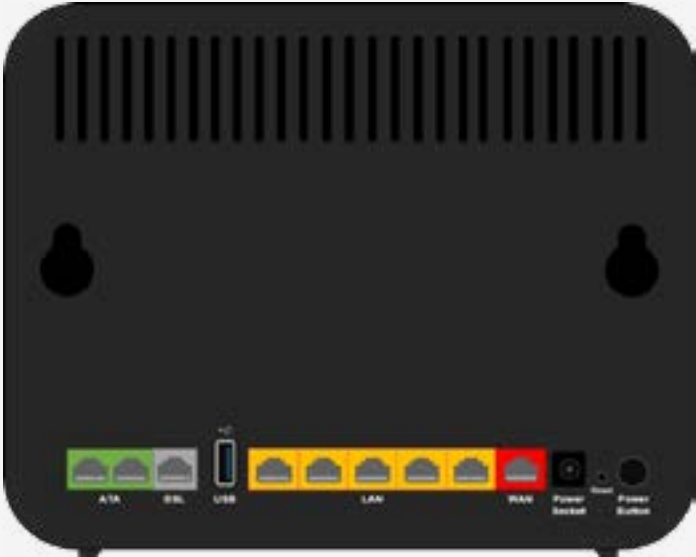 ATA
DSL
USB
LAN
WAN
Power
Socket
Reset
Power
Button